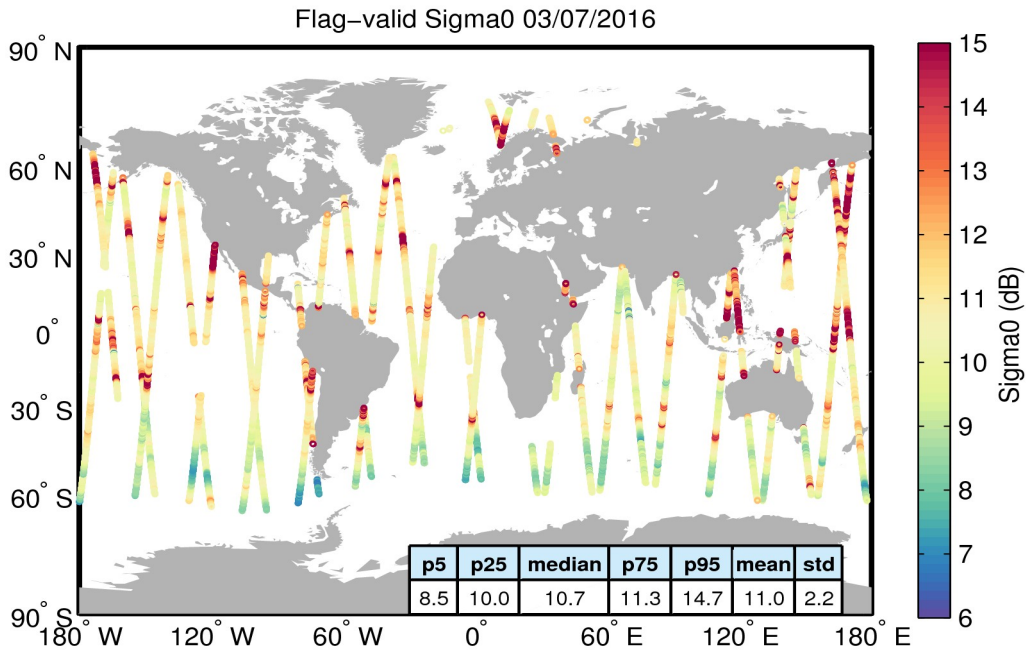 Flag−valid Sigma0 03/07/2016
90° N
60° N
30° N
0°
30° S
60° S
90° S
180° W
120° W
60° W
0°
60° E
120° E
180° E
p5 p25 median p75 p95 mean std
8.5 10.0 10.7 11.3 14.7 11.0 2.2
15
14
13
12
11
10
9
8
7
6
Sigma0 (dB)